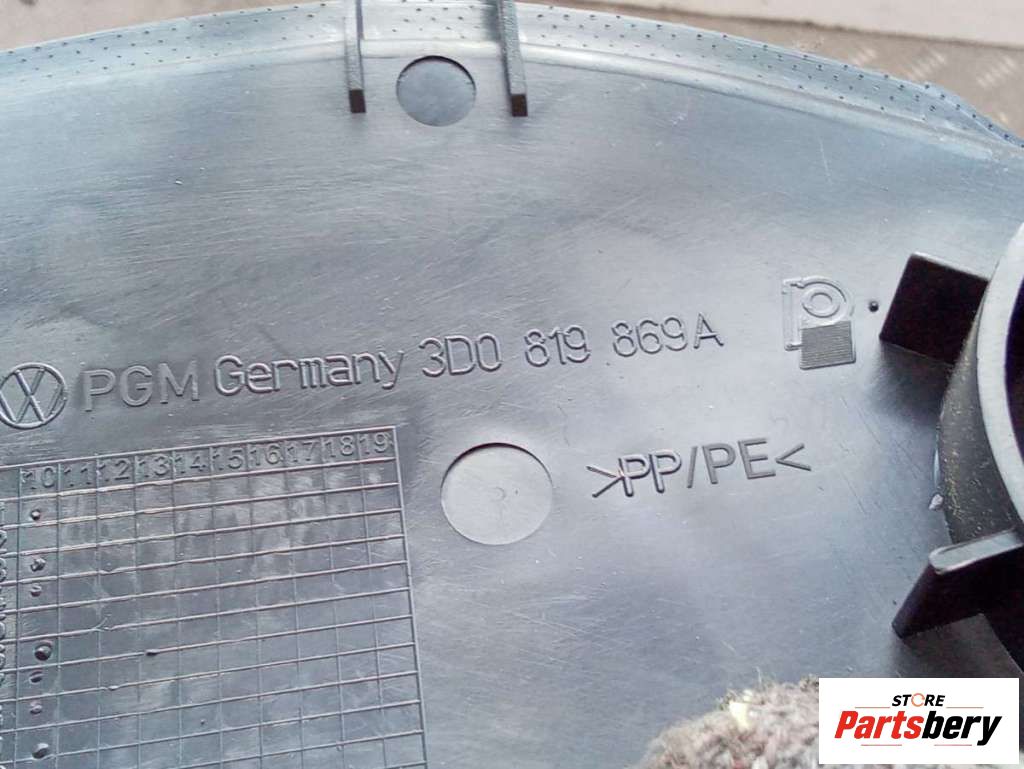 PGM Germany 3D0 819 869A
>PP/PE<
10 11 12 13 14 15 16 17 18 19
STORE
Partsbery